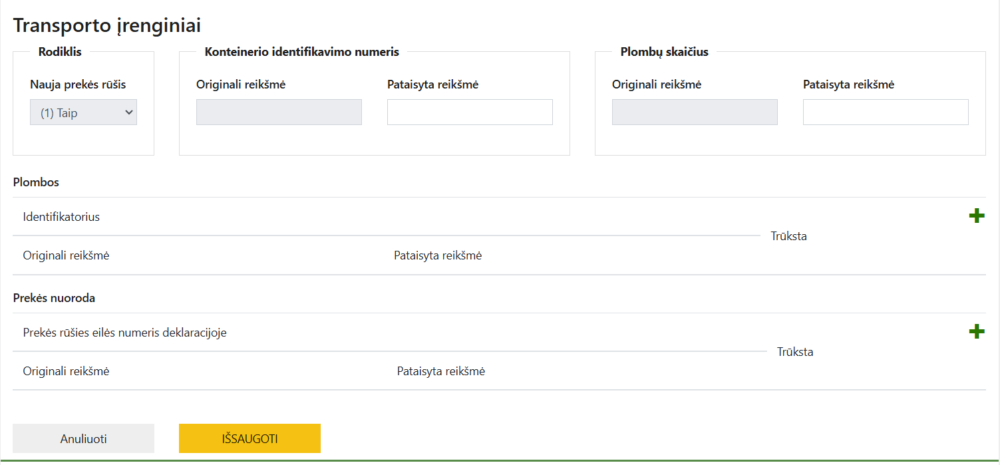 Transporto įrenginiai
Rodiklis
Konteinerio identifikavimo numeris
Plombų skaičius
Nauja prekės rūšis
Originali reikšmė
Pataisyta reikšmė
Originali reikšmė
Pataisyta reikšmė
(1) Taip
Plombos
Identifikatorius
Trūksta
Originali reikšmė
Pataisyta reikšmė
Prekės nuoroda
Prekės rūšies eilės numeris deklaracijoje
Trūksta
Originali reikšmė
Pataisyta reikšmė
Anuliuoti
IŠSAUGOTI